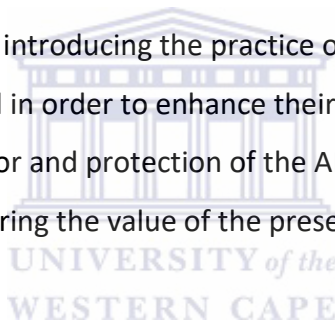 introducing the practice o
in order to enhance their
or and protection of the A
ring the value of the prese
UNIVERSITY of the
WESTERN CAPE